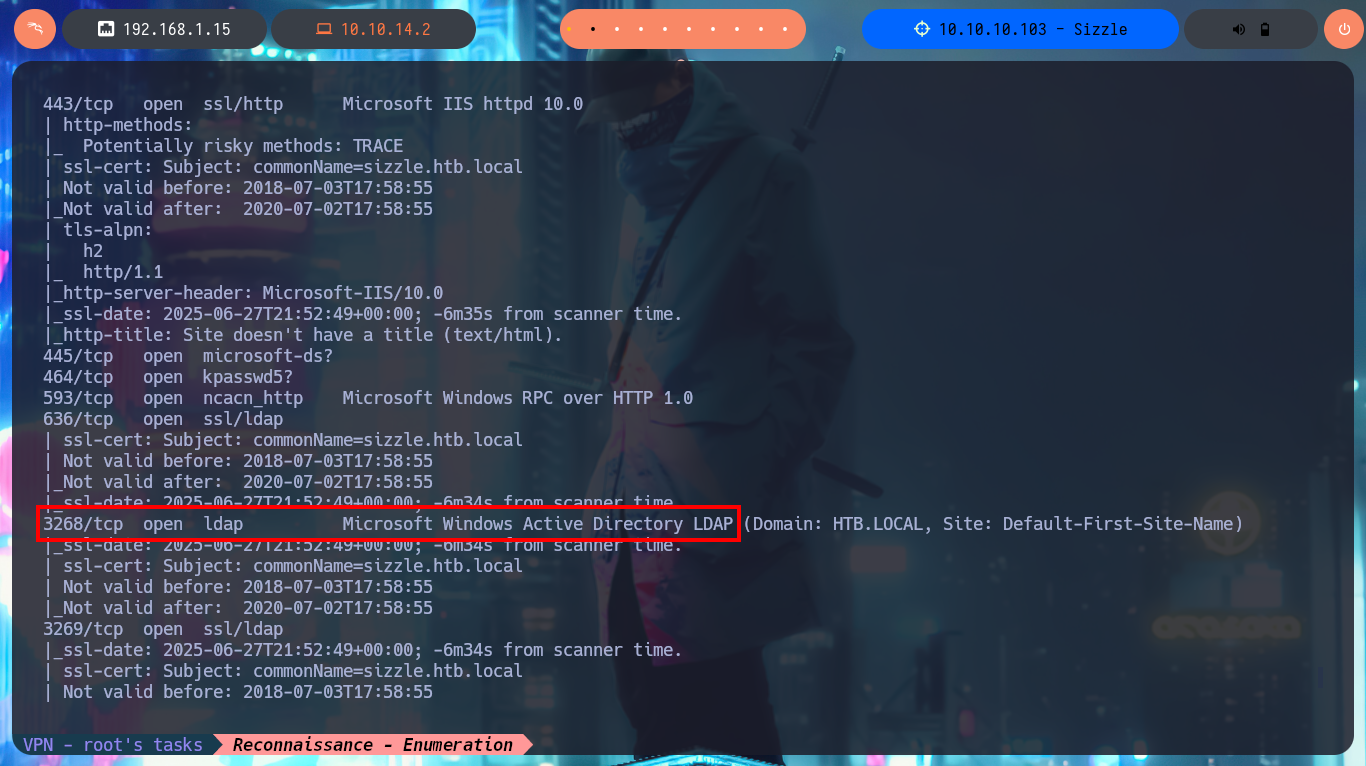 192.168.1.15
10.10.14.2
10.10.10.103 - Sizzle
443/tcp   open  ssl/http      Microsoft IIS httpd 10.0
| http-methods:
|_  Potentially risky methods: TRACE
| ssl-cert: Subject: commonName=sizzle.htb.local
| Not valid before: 2018-07-03T17:58:55
|_Not valid after:  2020-07-02T17:58:55
| tls-alpn:
|   h2
|_  http/1.1
|_http-server-header: Microsoft-IIS/10.0
|_ssl-date: 2025-06-27T21:52:49+00:00; -6m35s from scanner time.
|_http-title: Site doesn't have a title (text/html).
445/tcp   open  microsoft-ds?
464/tcp   open  kpasswd5?
593/tcp   open  ncacn_http    Microsoft Windows RPC over HTTP 1.0
636/tcp   open  ssl/ldap
| ssl-cert: Subject: commonName=sizzle.htb.local
| Not valid before: 2018-07-03T17:58:55
|_Not valid after:  2020-07-02T17:58:55
|_ssl-date: 2025-06-27T21:52:49+00:00; -6m34s from scanner time.
3268/tcp  open  ldap          Microsoft Windows Active Directory LDAP (Domain: HTB.LOCAL, Site: Default-First-Site-Name)
|_ssl-date: 2025-06-27T21:52:49+00:00; -6m34s from scanner time.
| ssl-cert: Subject: commonName=sizzle.htb.local
| Not valid before: 2018-07-03T17:58:55
|_Not valid after:  2020-07-02T17:58:55
3269/tcp  open  ssl/ldap
|_ssl-date: 2025-06-27T21:52:49+00:00; -6m34s from scanner time.
| ssl-cert: Subject: commonName=sizzle.htb.local
| Not valid before: 2018-07-03T17:58:55
VPN - root's tasks
Reconnaissance - Enumeration